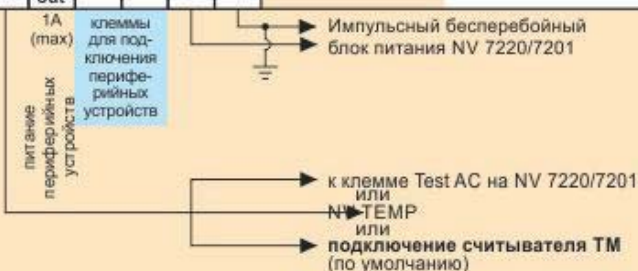 out
1A
(max)
клеммы
для под-
ключения
перифе-
рийных
устройств
питание
периферийных
устройств
Импульсный бесперебойный
блок питания NV 7220/7201
к клемме Test AC на NV 7220/7201
или
NV TEMP
или
подключение считывателя ТМ
(по умолчанию)